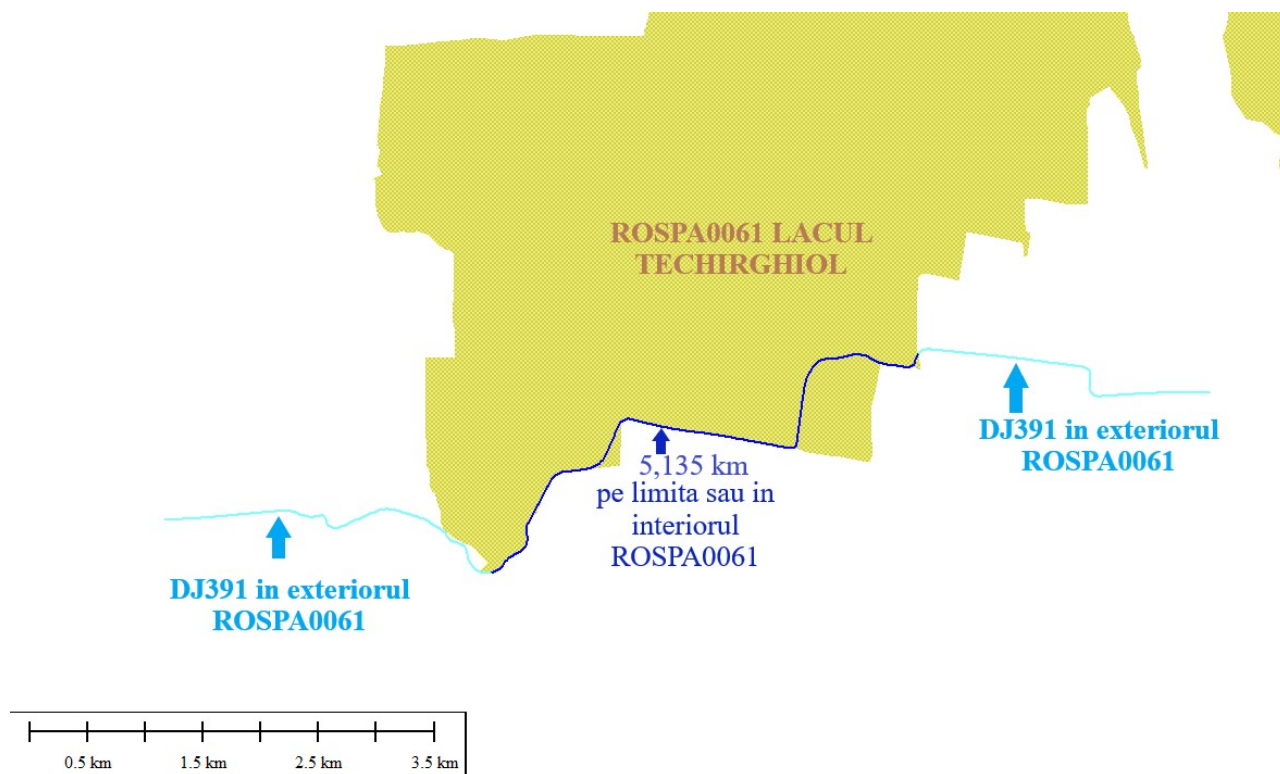 ROSPA0061 LACUL
TECHIRGHIOL
DJ391 in exteriorul
ROSPA0061
5,135 km
pe limita sau in
interiorul
ROSPA0061
DJ391 in exteriorul
ROSPA0061
0.5 km 1.5 km 2.5 km 3.5 km